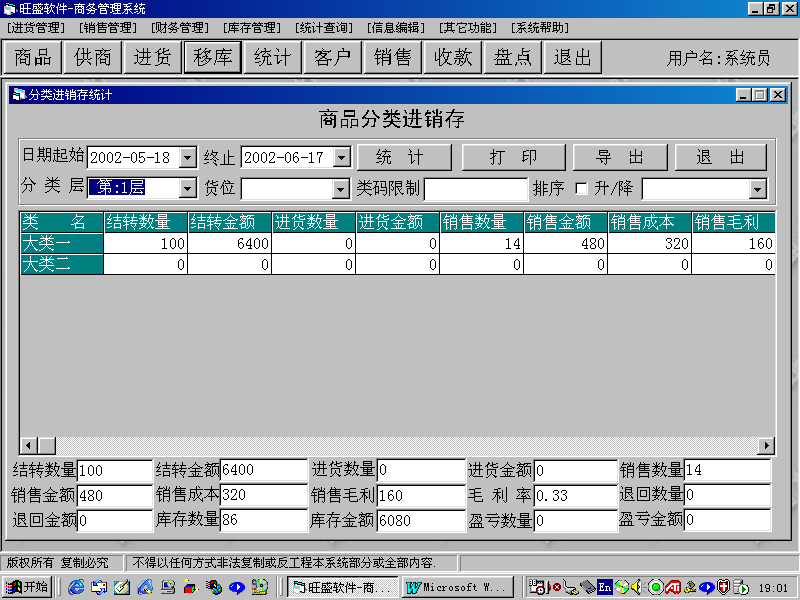 旺盛软件-商务管理系统
[进货管理] [销售管理] [财务管理] [库存管理] [统计查询] [信息编辑] [其它功能] [系统帮助]
商品 供商 进货 移库 统计 客户 销售 收款 盘点 退出 用户名:系统员
分类进销存统计
商品分类进销存
日期起始 2002-05-18 终止 2002-06-17 统 计 打 印 导 出 退 出
分 类 层 第:1层 货位 类码限制 排序 升/降
类 名 结转数量 结转金额 进货数量 进货金额 销售数量 销售金额 销售成本 销售毛利
大类一 100 6400 0 0 14 480 320 160
大类二 0 0 0 0 0 0 0 0
结转数量 100 结转金额 6400 进货数量 0 进货金额 0 销售数量 14
销售金额 480 销售成本 320 销售毛利 160 毛 利 率 0.33 退回数量 0
退回金额 0 库存数量 86 库存金额 6080 盈亏数量 0 盈亏金额 0
版权所有 复制必究 不得以任何方式非法复制或反工程本系统部分或全部内容.
开始 旺盛软件-商... Microsoft W... En 19:01